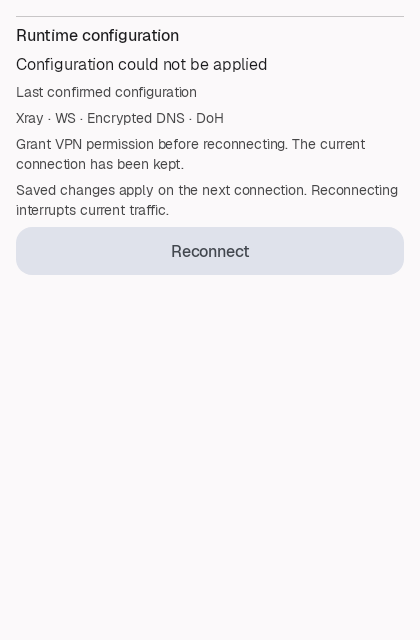 Runtime configuration
Configuration could not be applied
Last confirmed configuration
Xray · WS · Encrypted DNS · DoH
Grant VPN permission before reconnecting. The current
connection has been kept.
Saved changes apply on the next connection. Reconnecting
interrupts current traffic.
Reconnect